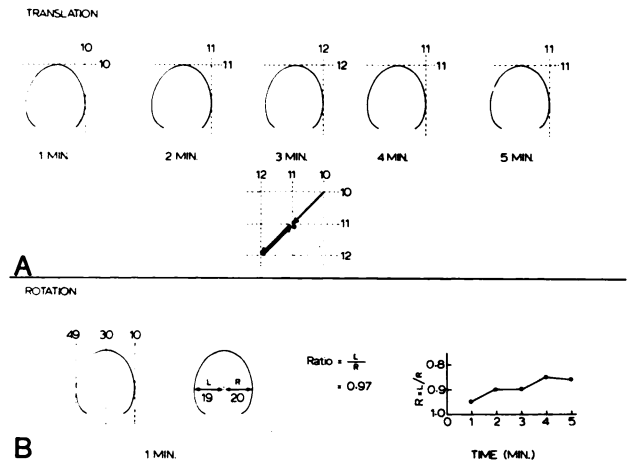 TRANSLATION
10
10
11
11
12
12
11
11
11
11
1 MIN.
2 MIN.
3 MIN.
4 MIN.
5 MIN.
12 11 10
10
11
12
A
ROTATION
49 30 10
L R
19 20
1 MIN.
Ratio = L/R
= 0·97
R = L/R
0·8
0·9
1·0
0 1 2 3 4 5
TIME (MIN.)
B